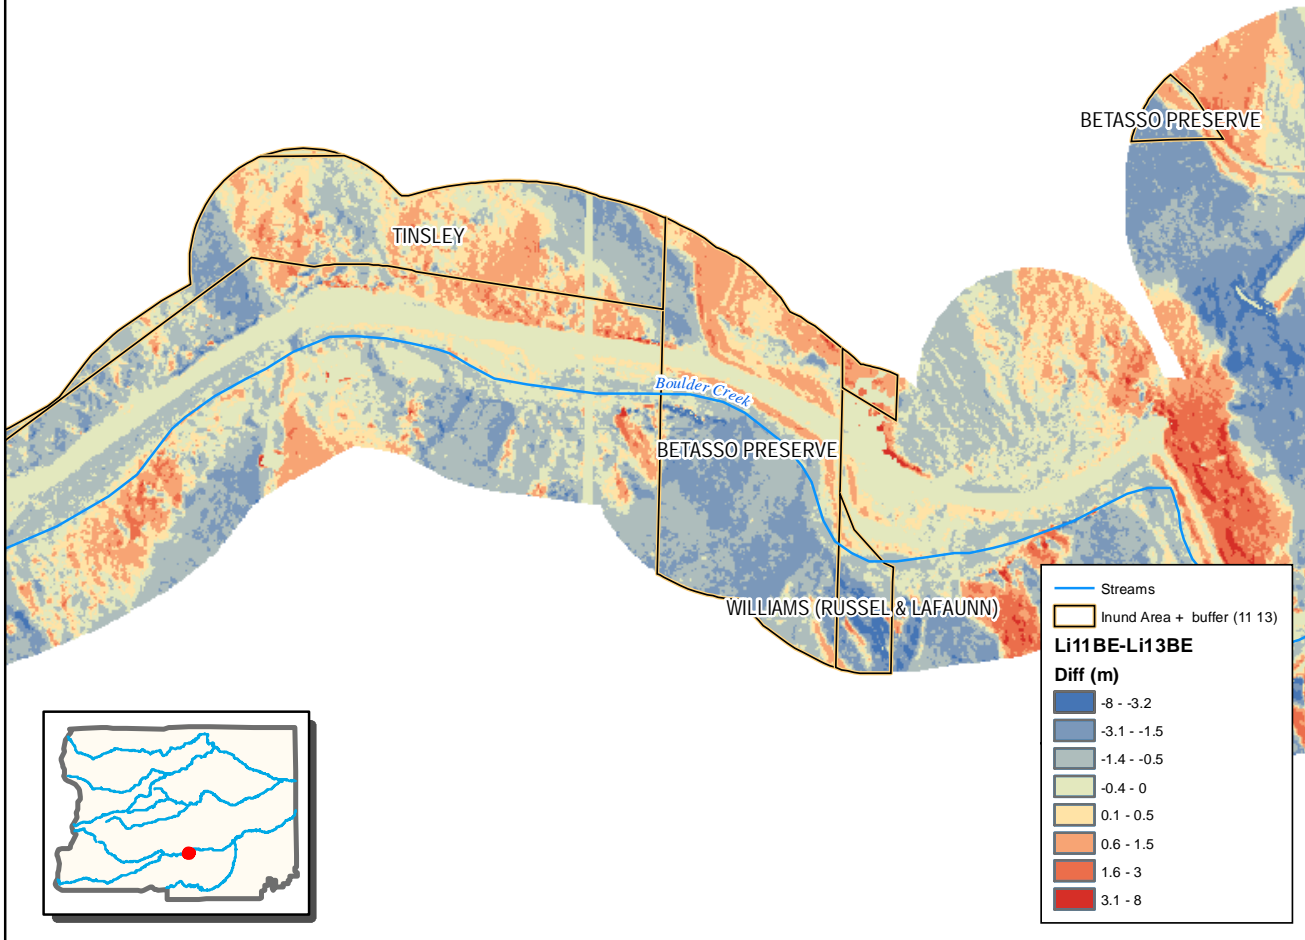 BETASSO PRESERVE
TINSLEY
Boulder Creek
BETASSO PRESERVE
WILLIAMS (RUSSEL & LAFAUNN)
Streams
Inund Area + buffer (11 13)
Li11BE-Li13BE
Diff (m)
-8 - -3.2
-3.1 - -1.5
-1.4 - -0.5
-0.4 - 0
0.1 - 0.5
0.6 - 1.5
1.6 - 3
3.1 - 8